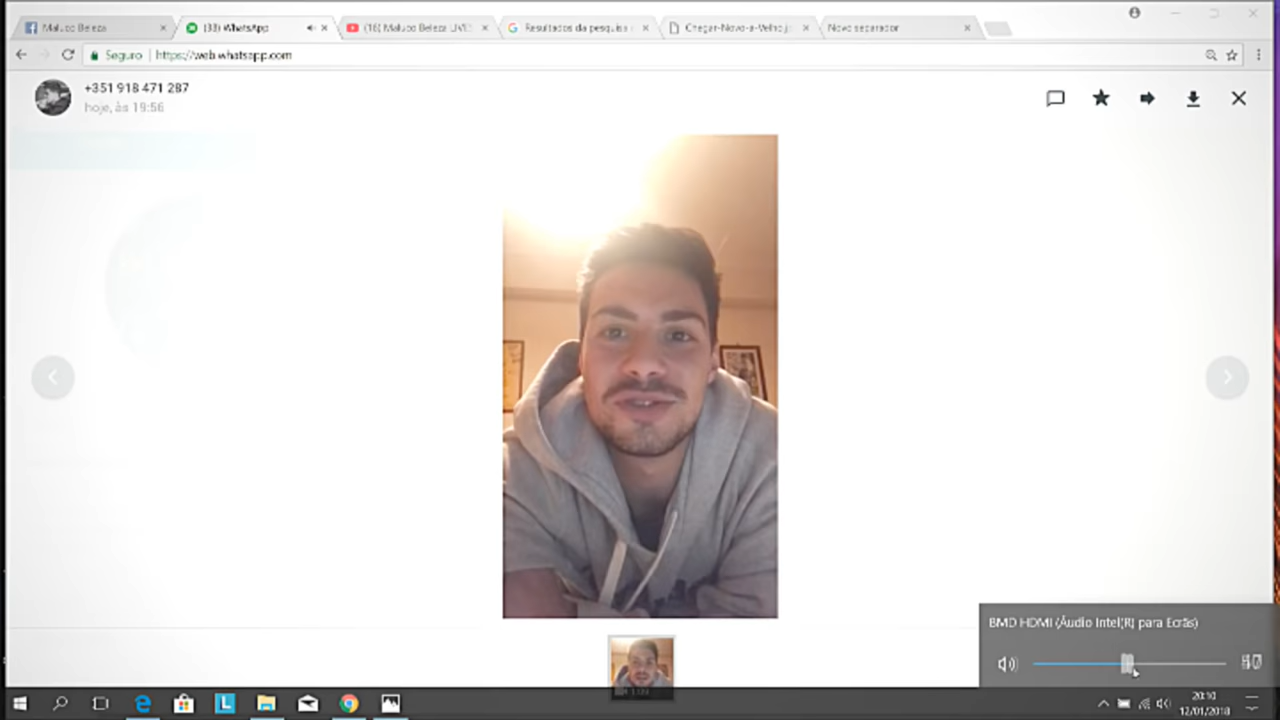 Maluco Beleza
(33) WhatsApp
(16) Maluco Beleza LIVE
Resultados da pesquisa
Chegar-Novo-a-Velho.j
Novo separador
Seguro
https://web.whatsapp.com
+351 918 471 287
hoje, às 19:56
BMD HDMI (Áudio Intel(R) para Ecrãs)
20:10
12/01/2018